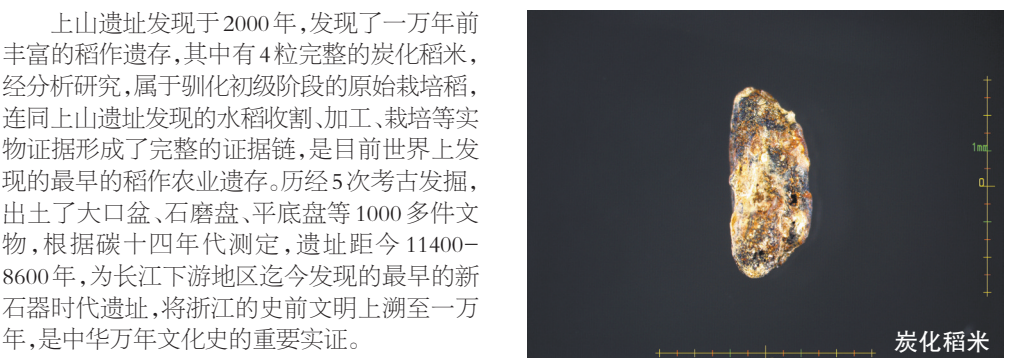 上山遗址发现于2000年,发现了一万年前
丰富的稻作遗存,其中有4粒完整的炭化稻米,
经分析研究,属于驯化初级阶段的原始栽培稻,
连同上山遗址发现的水稻收割、加工、栽培等实
物证据形成了完整的证据链,是目前世界上发
现的最早的稻作农业遗存。历经5次考古发掘,
出土了大口盆、石磨盘、平底盘等1000多件文
物,根据碳十四年代测定,遗址距今11400-
8600年,为长江下游地区迄今发现的最早的新
石器时代遗址,将浙江的史前文明上溯至一万
年,是中华万年文化史的重要实证。
1mm
0
炭化稻米